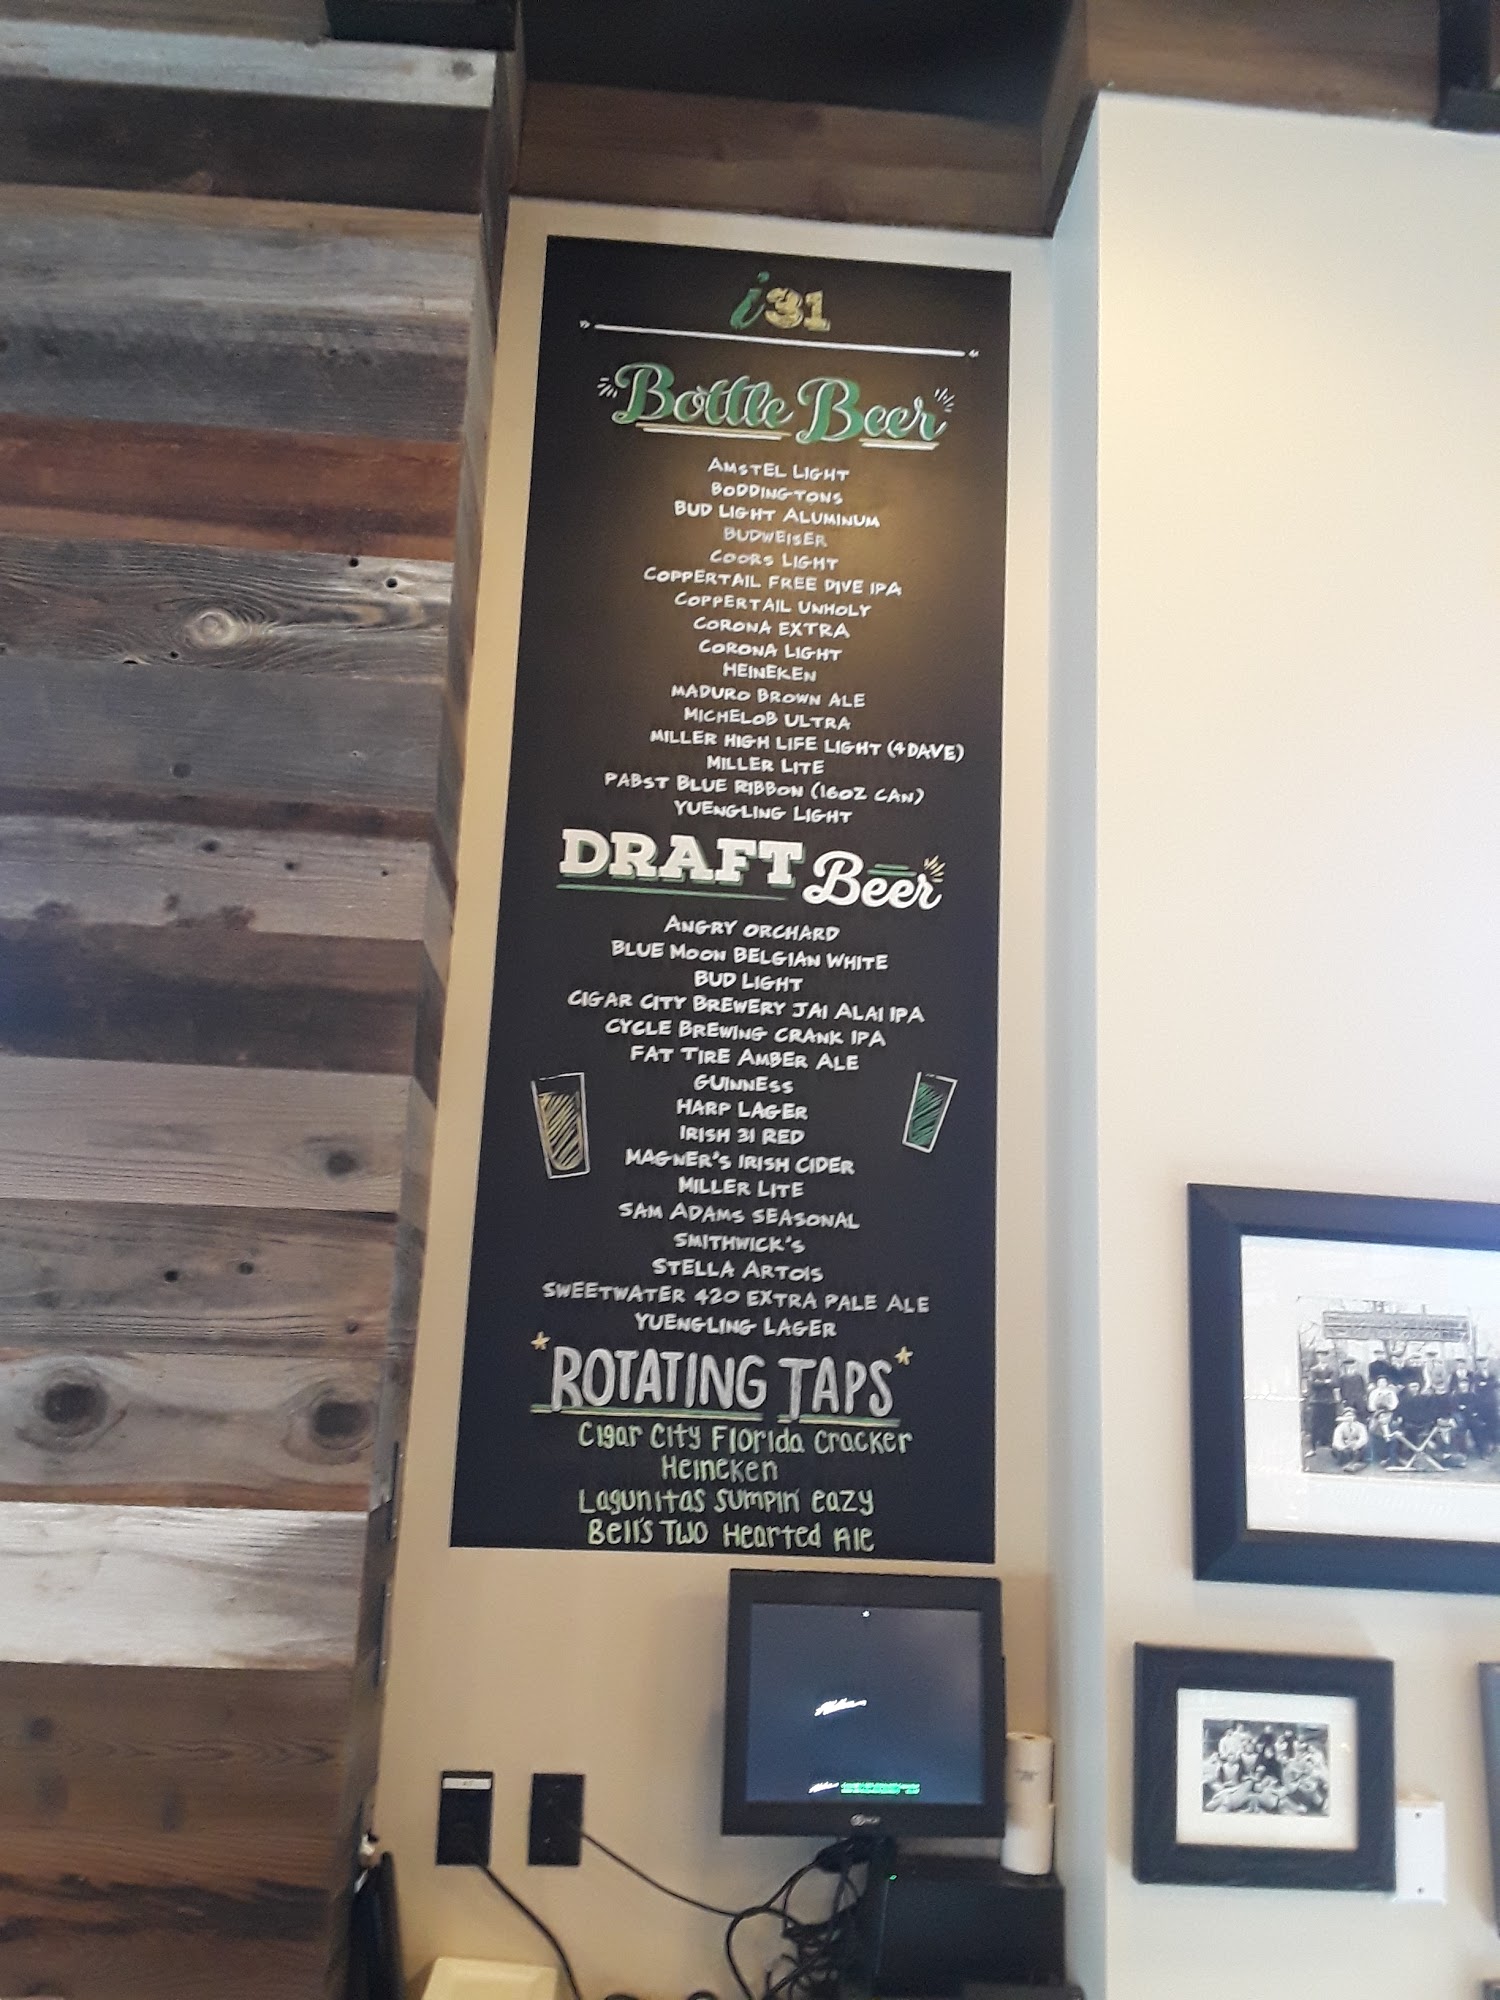 i31
Bottle Beer
AMSTEL LIGHT
BODDINGTONS
BUD LIGHT ALUMINUM
BUDWEISER
COORS LIGHT
COPPERTAIL FREE DIVE IPA
COPPERTAIL UNHOLY
CORONA EXTRA
CORONA LIGHT
HEINEKEN
MADURO BROWN ALE
MICHELOB ULTRA
MILLER HIGH LIFE LIGHT (4 DAVE)
MILLER LITE
PABST BLUE RIBBON (16OZ CAN)
YUENGLING LIGHT
DRAFT Beer
ANGRY ORCHARD
BLUE MOON BELGIAN WHITE
BUD LIGHT
CIGAR CITY BREWERY JAI ALAI IPA
CYCLE BREWING CRANK IPA
FAT TIRE AMBER ALE
GUINNESS
HARP LAGER
IRISH 31 RED
MAGNER'S IRISH CIDER
MILLER LITE
SAM ADAMS SEASONAL
SMITHWICK'S
STELLA ARTOIS
SWEETWATER 420 EXTRA PALE ALE
YUENGLING LAGER
ROTATING TAPS
Cigar City Florida Cracker
Heineken
Lagunitas Sumpin' eazy
Bell's Two Hearted Ale